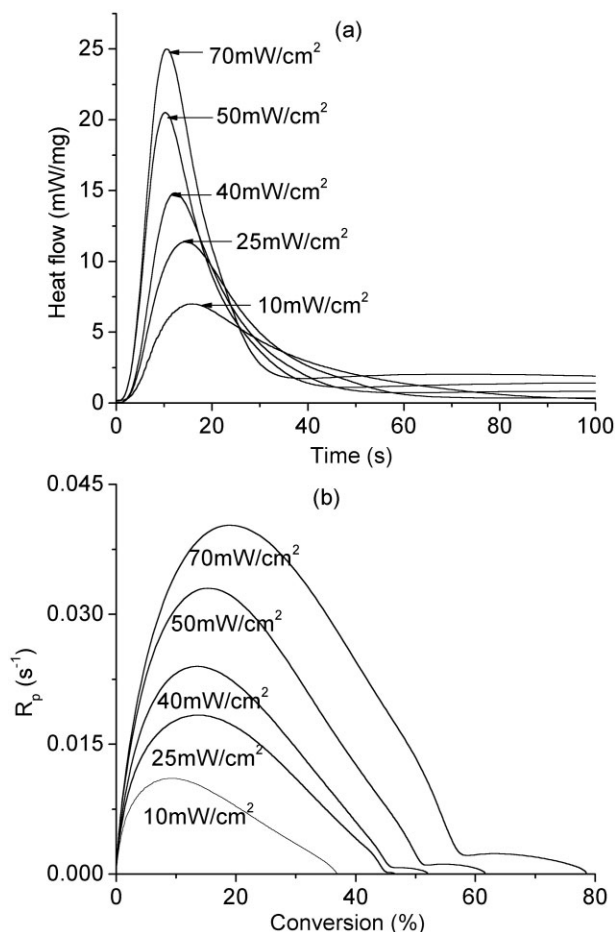 (a)
Heat flow (mW/mg)
25
20
15
10
5
0
70mW/cm²
50mW/cm²
40mW/cm²
25mW/cm²
10mW/cm²
0 20 40 60 80 100
Time (s)
(b)
R_p (s⁻¹)
0.045
0.030
0.015
0.000
70mW/cm²
50mW/cm²
40mW/cm²
25mW/cm²
10mW/cm²
0 20 40 60 80
Conversion (%)